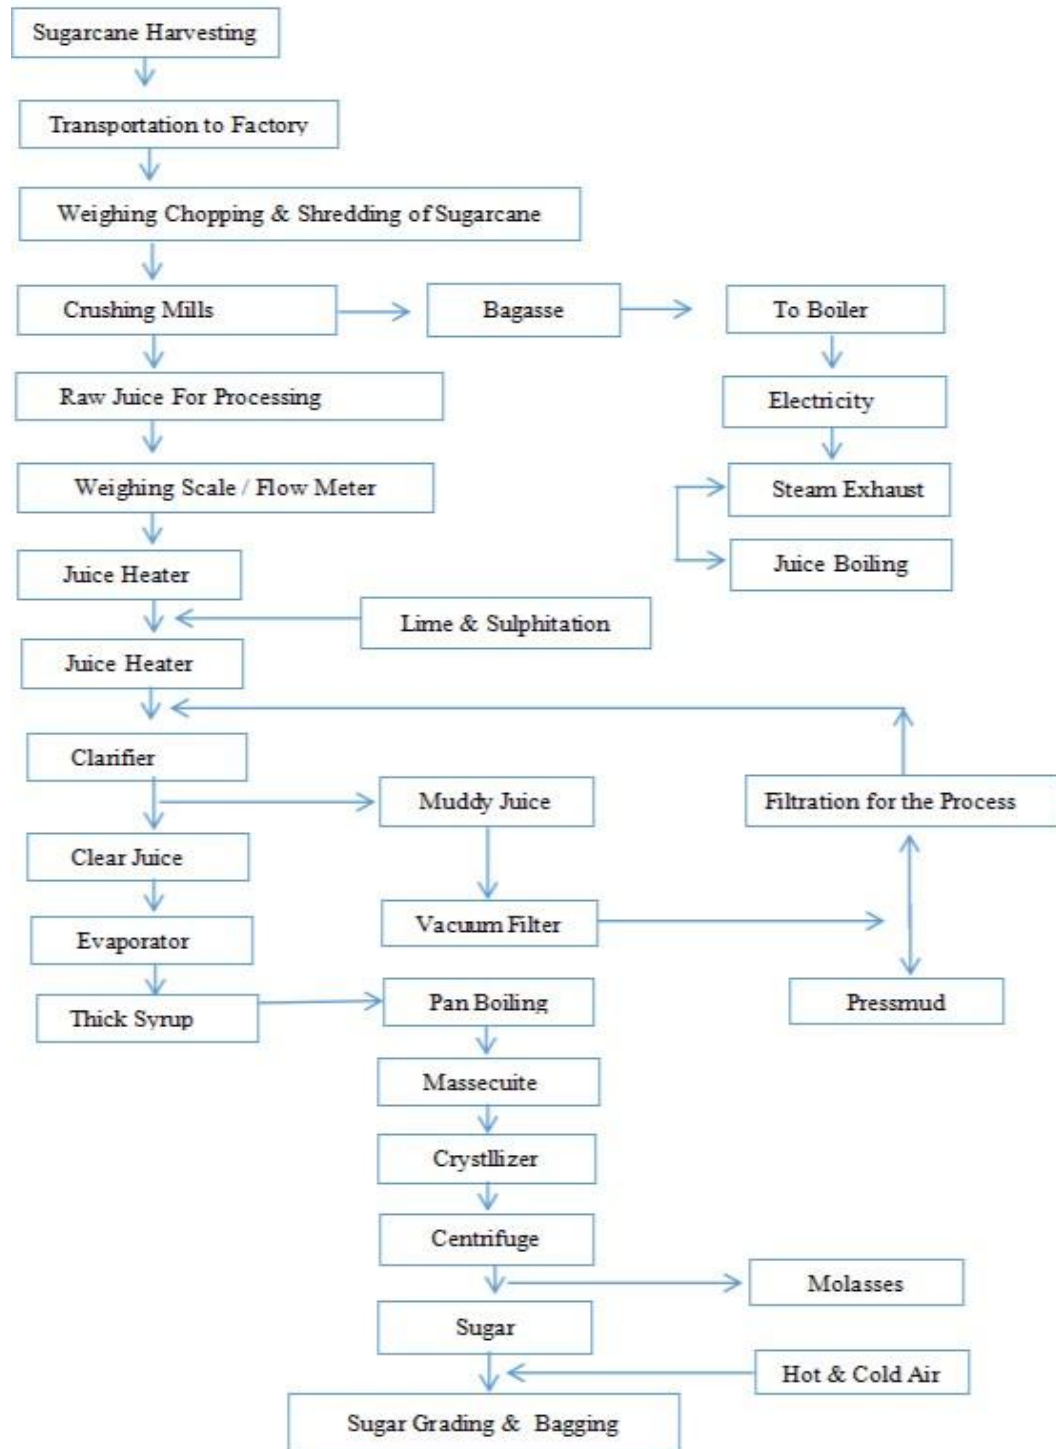 Sugarcane Harvesting
Transportation to Factory
Weighing Chopping & Shredding of Sugarcane
Crushing Mills
Bagasse
To Boiler
Raw Juice For Processing
Electricity
Weighing Scale / Flow Meter
Steam Exhaust
Juice Heater
Juice Boiling
Lime & Sulphitation
Juice Heater
Clarifier
Muddy Juice
Filtration for the Process
Clear Juice
Vacuum Filter
Evaporator
Thick Syrup
Pan Boiling
Pressmud
Massecuite
Crystllizer
Centrifuge
Molasses
Sugar
Hot & Cold Air
Sugar Grading & Bagging